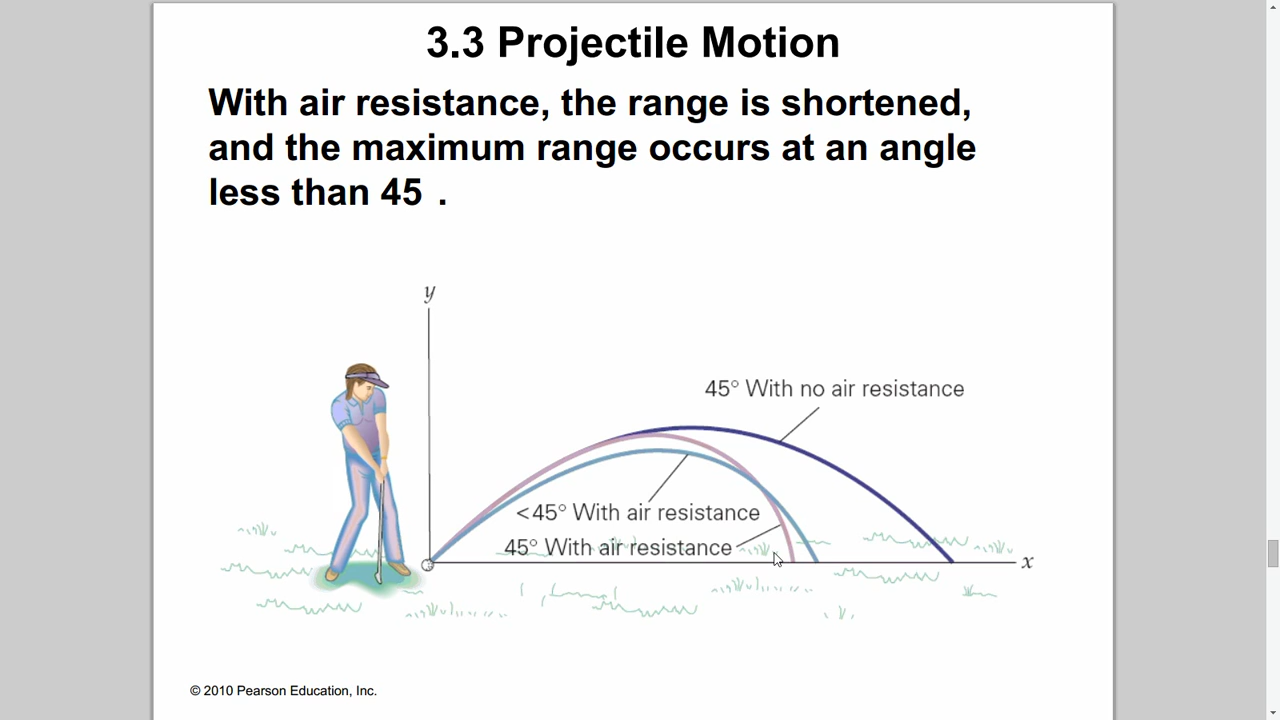 3.3 Projectile Motion
With air resistance, the range is shortened,
and the maximum range occurs at an angle
less than 45 .
y
45° With no air resistance
<45° With air resistance
45° With air resistance
x
© 2010 Pearson Education, Inc.